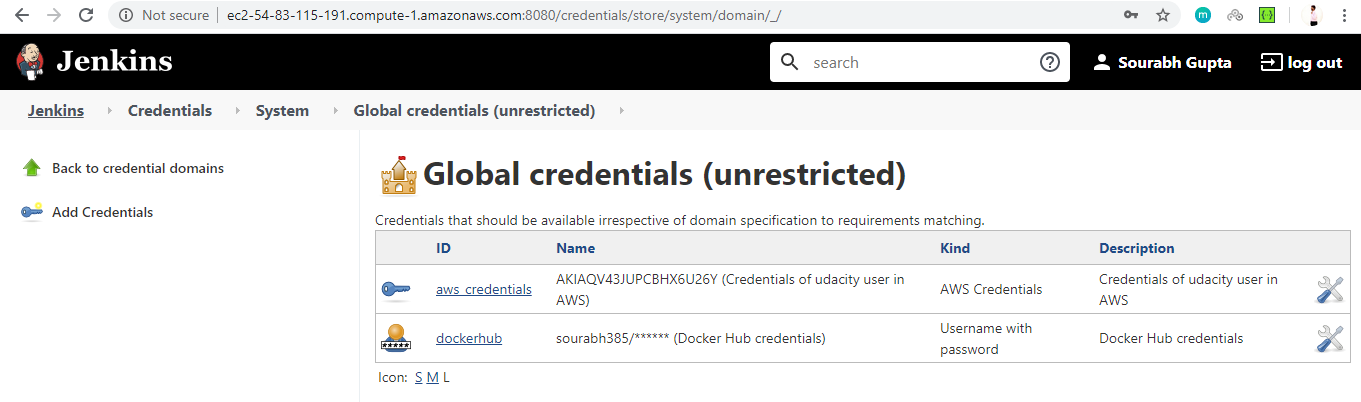 Not secure | ec2-54-83-115-191.compute-1.amazonaws.com:8080/credentials/store/system/domain/_/
Jenkins
search
Sourabh Gupta
log out
Jenkins Credentials System Global credentials (unrestricted)
Back to credential domains
Add Credentials
Global credentials (unrestricted)
Credentials that should be available irrespective of domain specification to requirements matching.
ID Name Kind Description
aws_credentials AKIAQV43JUPCBHX6U26Y (Credentials of udacity user in AWS Credentials Credentials of udacity user in
AWS) AWS
dockerhub sourabh385/****** (Docker Hub credentials) Username with Docker Hub credentials
password
Icon: S M L